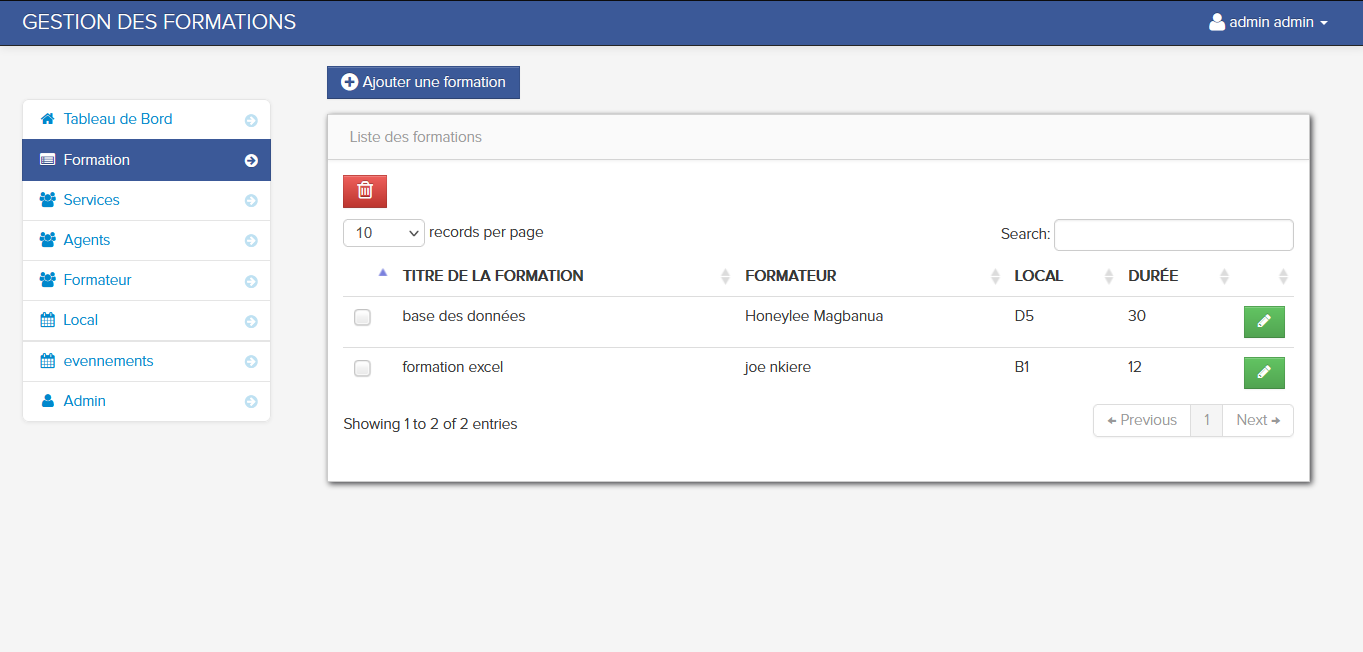 GESTION DES FORMATIONS
admin admin
Ajouter une formation
Tableau de Bord
Formation
Services
Agents
Formateur
Local
evennements
Admin
Liste des formations
10 records per page
Search:
TITRE DE LA FORMATION FORMATEUR LOCAL DURÉE
base des données Honeylee Magbanua D5 30
formation excel joe nkiere B1 12
Showing 1 to 2 of 2 entries
← Previous 1 Next →